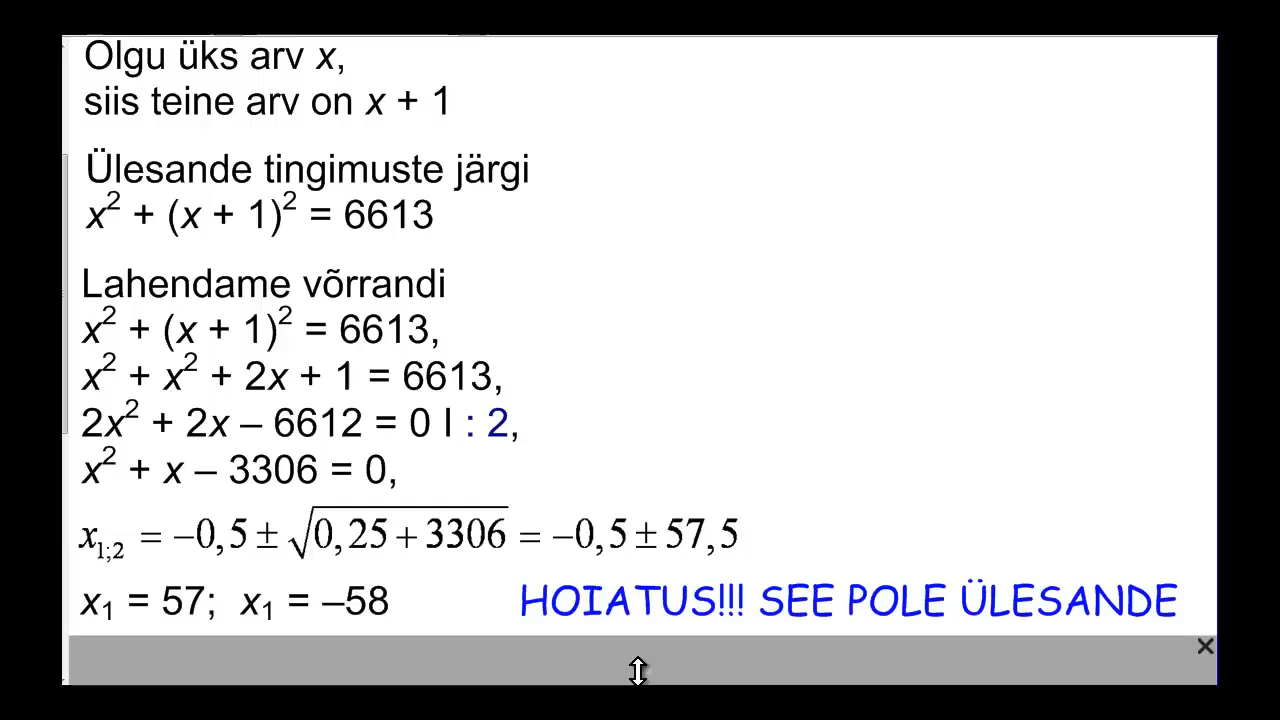 Olgu üks arv x,
siis teine arv on x + 1
Ülesande tingimuste järgi
x² + (x + 1)² = 6613
Lahendame võrrandi
x² + (x + 1)² = 6613,
x² + x² + 2x + 1 = 6613,
2x² + 2x – 6612 = 0 l : 2,
x² + x – 3306 = 0,
x₁;₂ = −0,5 ± √0,25 + 3306 = −0,5 ± 57,5
x₁ = 57; x₁ = –58 HOIATUS!!! SEE POLE ÜLESANDE